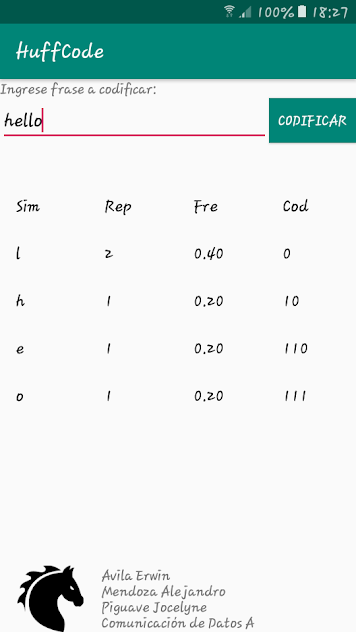 100% 18:27
HuffCode
Ingrese frase a codificar:
hello CODIFICAR
Sim Rep Fre Cod
l 2 0.40 0
h 1 0.20 10
e 1 0.20 110
o 1 0.20 111
Avila Erwin
Mendoza Alejandro
Piguave Jocelyne
Comunicación de Datos A